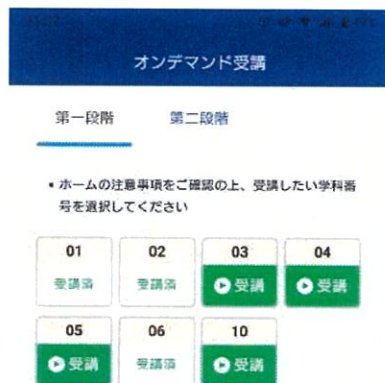 オンデマンド受講
第一段階 第二段階
• ホームの注意事項をご確認の上、受講したい学科番
号を選択してください
01 02 03 04
受講済 受講済 受講 受講
05 06 10
受講 受講済 受講